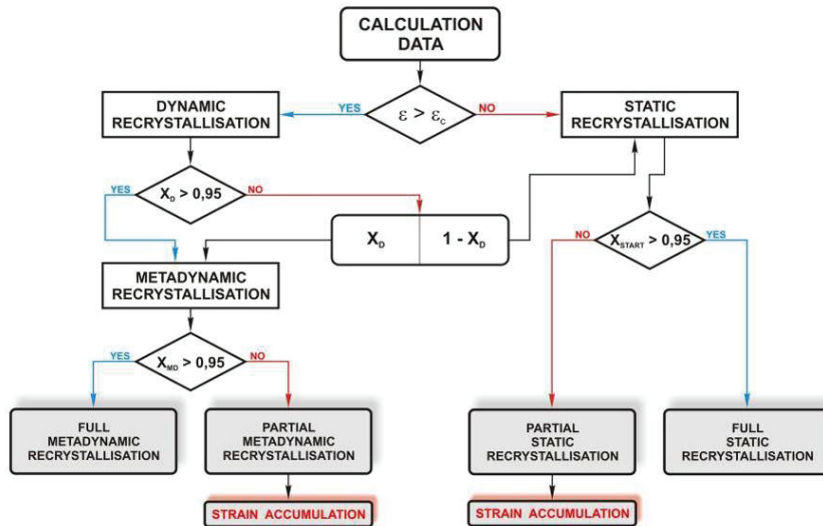 CALCULATION
DATA
DYNAMIC
RECRYSTALLISATION
YES
ε > εc
NO
STATIC
RECRYSTALLISATION
YES
XD > 0,95
NO
XD
1 - XD
NO
XSTART > 0,95
YES
METADYNAMIC
RECRYSTALLISATION
YES
XMD > 0,95
NO
FULL
METADYNAMIC
RECRYSTALLISATION
PARTIAL
METADYNAMIC
RECRYSTALLISATION
PARTIAL
STATIC
RECRYSTALLISATION
FULL
STATIC
RECRYSTALLISATION
STRAIN ACCUMULATION
STRAIN ACCUMULATION